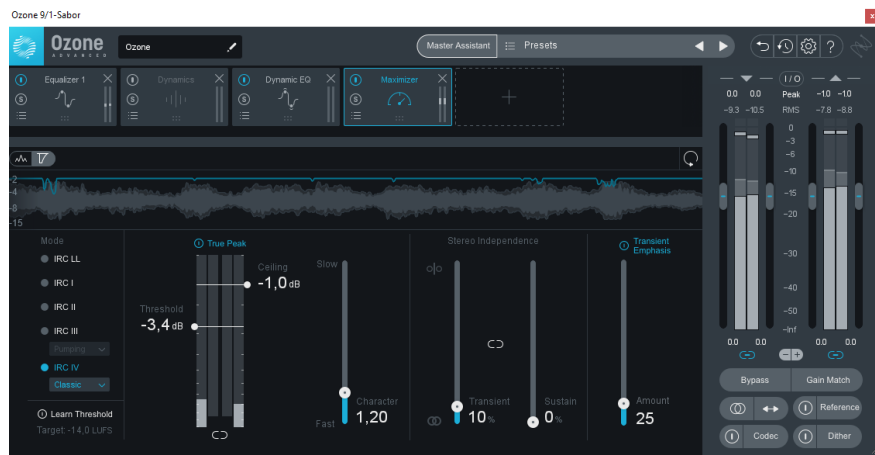 Ozone 9/1-Sabor
x
Ozone
ADVANCED
Ozone
Master Assistant
Presets
?
Equalizer 1
Dynamics
Dynamic EQ
Maximizer
S
S
S
S
+
I/O
0.0 0.0 Peak -1.0 -1.0
-9.3 -10.5 RMS -7.8 -8.8
0
-3
-6
-10
-15
-20
-30
-40
-50
-Inf
0.0 0.0 0.0 0.0
- +
-2
-4
-8
-15
Mode
IRC LL
IRC I
IRC II
IRC III
Pumping
IRC IV
Classic
Learn Threshold
Target: -14,0 LUFS
True Peak
Ceiling
-1,0 dB
Threshold
-3,4 dB
Slow
Character
1,20
Fast
Stereo Independence
Transient
10%
Sustain
0%
Transient
Emphasis
Amount
25
Bypass
Gain Match
Reference
Codec
Dither